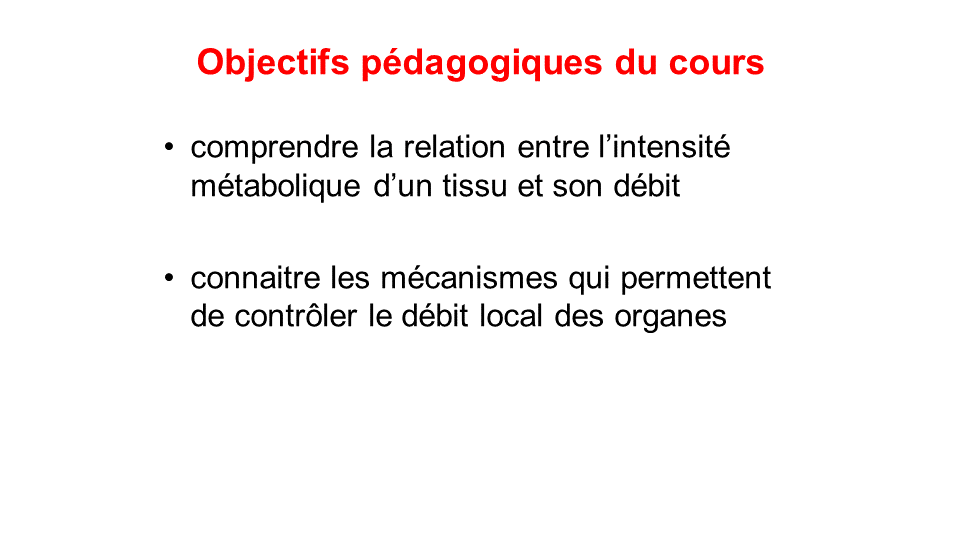 Objectifs pédagogiques du cours
• comprendre la relation entre l’intensité
métabolique d’un tissu et son débit
• connaitre les mécanismes qui permettent
de contrôler le débit local des organes